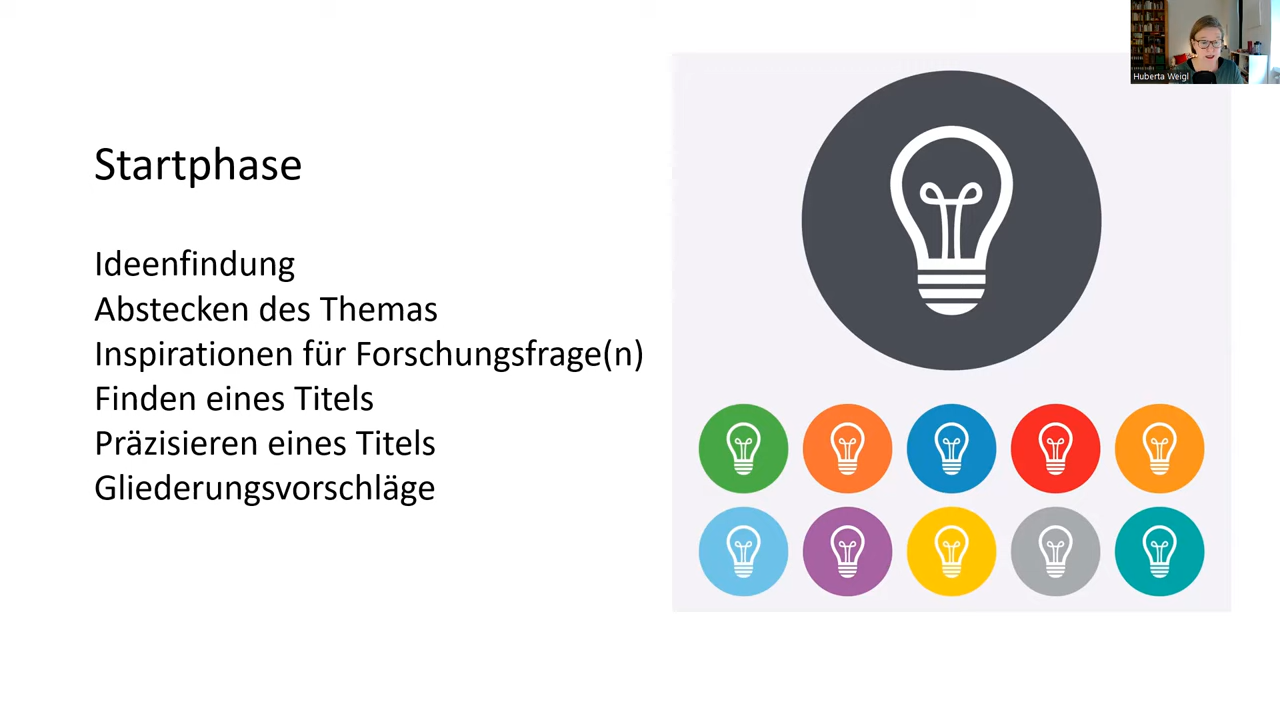 Huberta Weigl
Startphase
Ideenfindung
Abstecken des Themas
Inspirationen für Forschungsfrage(n)
Finden eines Titels
Präzisieren eines Titels
Gliederungsvorschläge